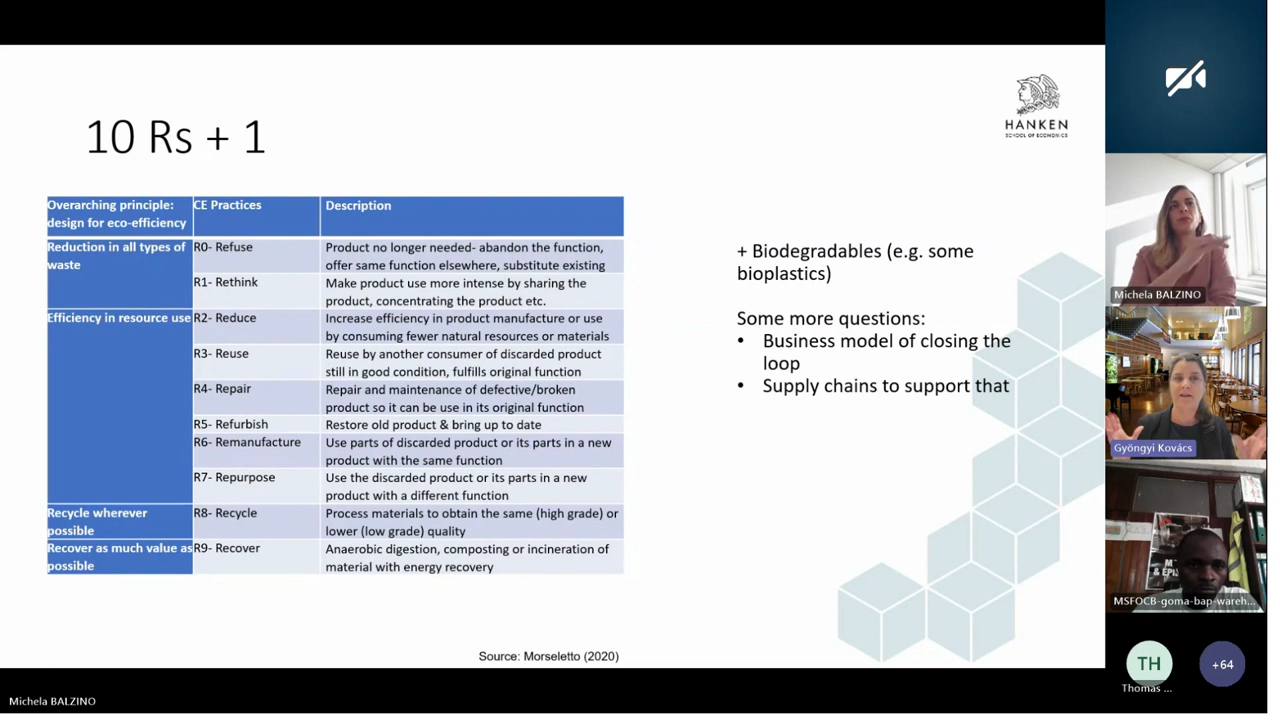 10 Rs + 1
HANKEN
SCHOOL OF ECONOMICS
Overarching principle:
design for eco-efficiency
CE Practices
Description
Reduction in all types of
waste
R0- Refuse
Product no longer needed- abandon the function,
offer same function elsewhere, substitute existing
R1- Rethink
Make product use more intense by sharing the
product, concentrating the product etc.
Efficiency in resource use
R2- Reduce
Increase efficiency in product manufacture or use
by consuming fewer natural resources or materials
R3- Reuse
Reuse by another consumer of discarded product
still in good condition, fulfills original function
R4- Repair
Repair and maintenance of defective/broken
product so it can be use in its original function
R5- Refurbish
Restore old product & bring up to date
R6- Remanufacture
Use parts of discarded product or its parts in a new
product with the same function
R7- Repurpose
Use the discarded product or its parts in a new
product with a different function
Recycle wherever
possible
R8- Recycle
Process materials to obtain the same (high grade) or
lower (low grade) quality
Recover as much value as
possible
R9- Recover
Anaerobic digestion, composting or incineration of
material with energy recovery
Source: Morseletto (2020)
+ Biodegradables (e.g. some
bioplastics)
Some more questions:
• Business model of closing the
loop
• Supply chains to support that
Michela BALZINO
Gyöngyi Kovács
MSFOCB-goma-bap-wareh...
TH
Thomas ...
+64
Michela BALZINO